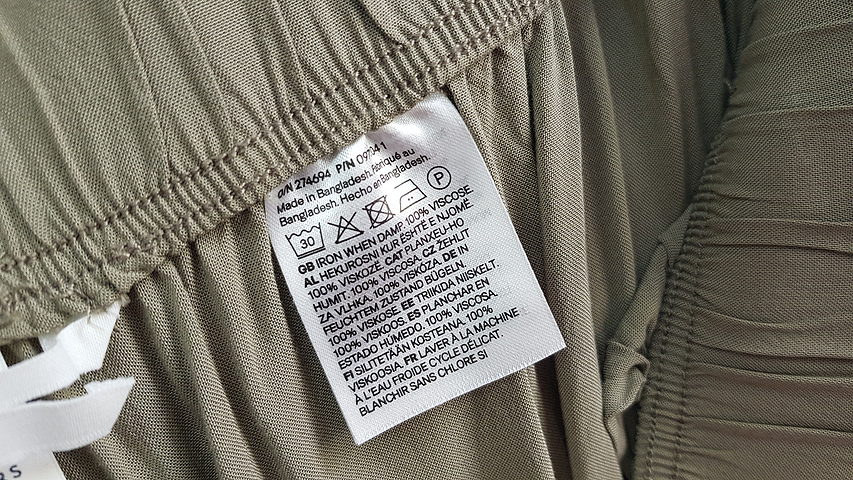 O/N 274694 P/N 097041
Made in Bangladesh. Fabriqué au
Bangladesh. Hecho en Bangladesh.
30 P
GB IRON WHEN DAMP. 100% VISCOSE
AL HEKUROSNI KUR ËSHTË E NJOMË.
100% VISKOZË. CAT PLANXEU-HO
HUMIT. 100% VISCOSA. CZ ŽEHLIT
ZA VLHKA. 100% VISKÓZA. DE IN
FEUCHTEM ZUSTAND BÜGELN.
100% VISKOSE. EE TRIIKIDA NIISKELT.
100% VISKOOS. ES PLANCHAR EN
ESTADO HÚMEDO. 100% VISCOSA.
FI SILITETÄÄN KOSTEANA. 100%
VISKOOSIA. FR LAVER À LA MACHINE
À L'EAU FROIDE CYCLE DÉLICAT.
BLANCHIR SANS CHLORE SI
RS